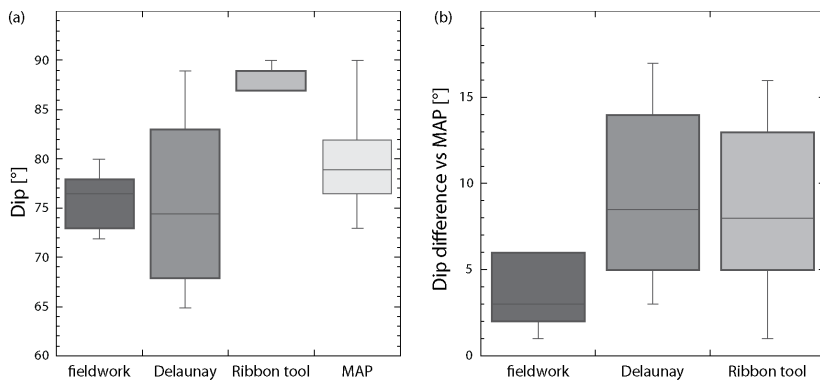 (a)
Dip [°]
90
85
80
75
70
65
60
fieldwork Delaunay Ribbon tool MAP
(b)
Dip difference vs MAP [°]
15
10
5
0
fieldwork Delaunay Ribbon tool